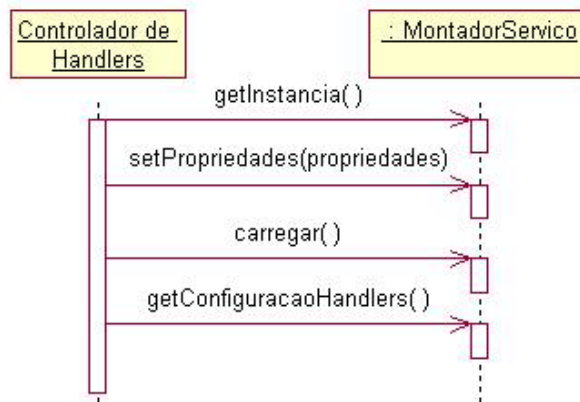 Controlador de
Handlers
: MontadorServico
getInstancia( )
setPropriedades(propriedades)
carregar( )
getConfiguracaoHandlers( )